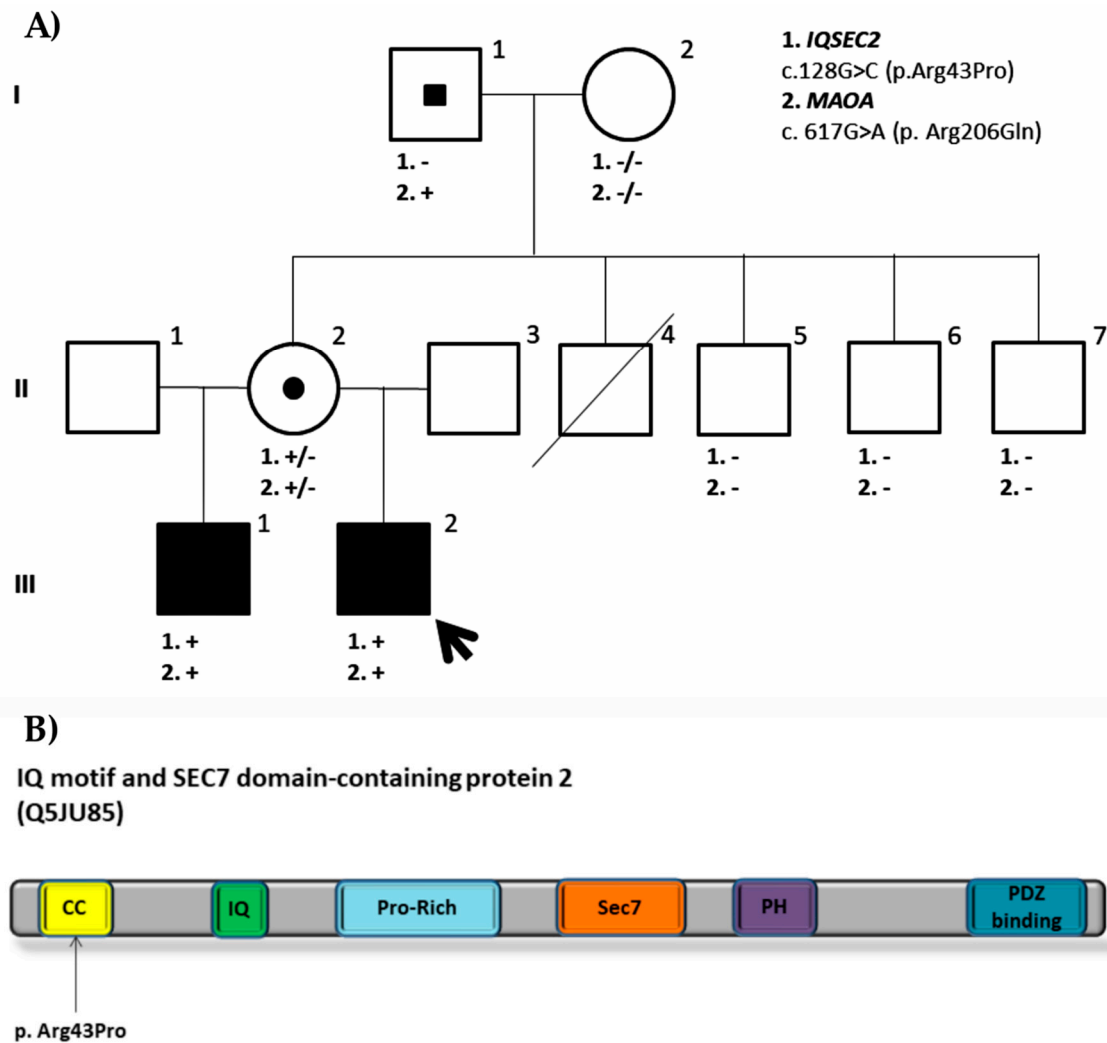 A)
1. IQSEC2
c.128G>C (p.Arg43Pro)
2. MAOA
c. 617G>A (p. Arg206Gln)
I
1
2
1. -
2. +
1. -/-
2. -/-
II
1
2
3
4
5
6
7
1. +/-
2. +/-
1. -
2. -
1. -
2. -
1. -
2. -
III
1
2
1. +
2. +
1. +
2. +
B)
IQ motif and SEC7 domain-containing protein 2
(Q5JU85)
CC
IQ
Pro-Rich
Sec7
PH
PDZ
binding
p. Arg43Pro